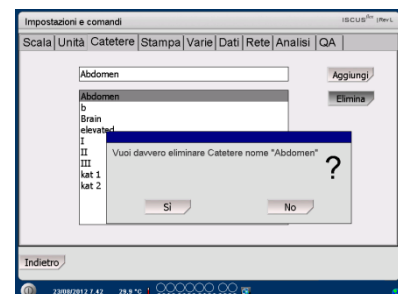 Impostazioni e comandi
Scala Unità Catetere Stampa Varie Dati Rete Analisi QA
Abdomen
Aggiungi
Abdomen
Elimina
b
Brain
elevated
I
II
III
kat 1
kat 2
Vuoi davvero eliminare Catetere nome "Abdomen"
?
Sì
No
Indietro
23/08/2012 7.42 29.9 °C